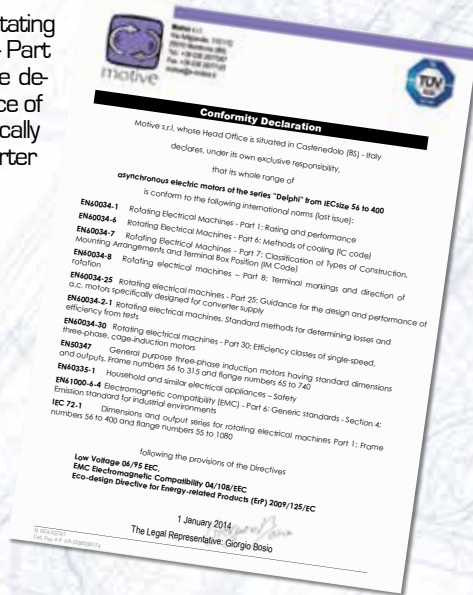 tating
- Part
e de-
ce of
cally
rter
motive
Motive s.r.l.
TÜV
Conformity Declaration
Motive s.r.l, whose Head Office is situated in Castenedolo (BS) - Italy
declares, under its own exclusive responsibility,
that its whole range of
asynchronous electric motors of the series "Delphi" from IECsize 56 to 400
is conform to the following international norms (last issue):
EN60034-1 Rotating Electrical Machines - Part 1: Rating and performance
EN60034-6 Rotating Electrical Machines - Part 6: Methods of cooling (IC code)
EN60034-7 Rotating Electrical Machines - Part 7: Classification of Types of Construction,
Mounting Arrangements and Terminal Box Position (IM Code)
EN60034-8 Rotating electrical machines – Part 8: Terminal markings and direction of
rotation
EN60034-25 Rotating electrical machines - Part 25: Guidance for the design and performance of
a.c. motors specifically designed for converter supply
EN60034-2-1 Rotating electrical machines. Standard methods for determining losses and
efficiency from tests
EN60034-30 Rotating electrical machines - Part 30: Efficiency classes of single-speed,
three-phase, cage-induction motors
EN50347 General purpose three-phase induction motors having standard dimensions
and outputs. Frame numbers 56 to 315 and flange numbers 65 to 740
EN60335-1 Household and similar electrical appliances – Safety
EN61000-6-4 Electromagnetic compatibility (EMC) - Part 6: Generic standards - Section 4:
Emission standard for industrial environments
IEC 72-1 Dimensions and output series for rotating electrical machines Part 1: Frame
numbers 56 to 400 and flange numbers 55 to 1080
following the provisions of the Directives
Low Voltage 06/95 EEC,
EMC Electromagnetic Compatibility 04/108/EEC
Eco-design Directive for Energy-related Products (ErP) 2009/125/EC
1 January 2014
The Legal Representative: Giorgio Bosio